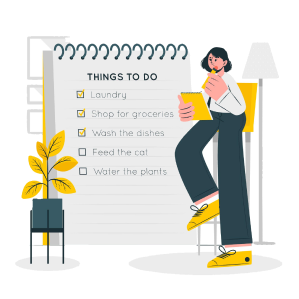 THINGS TO DO
Laundry
Shop for groceries
Wash the dishes
Feed the cat
Water the plants